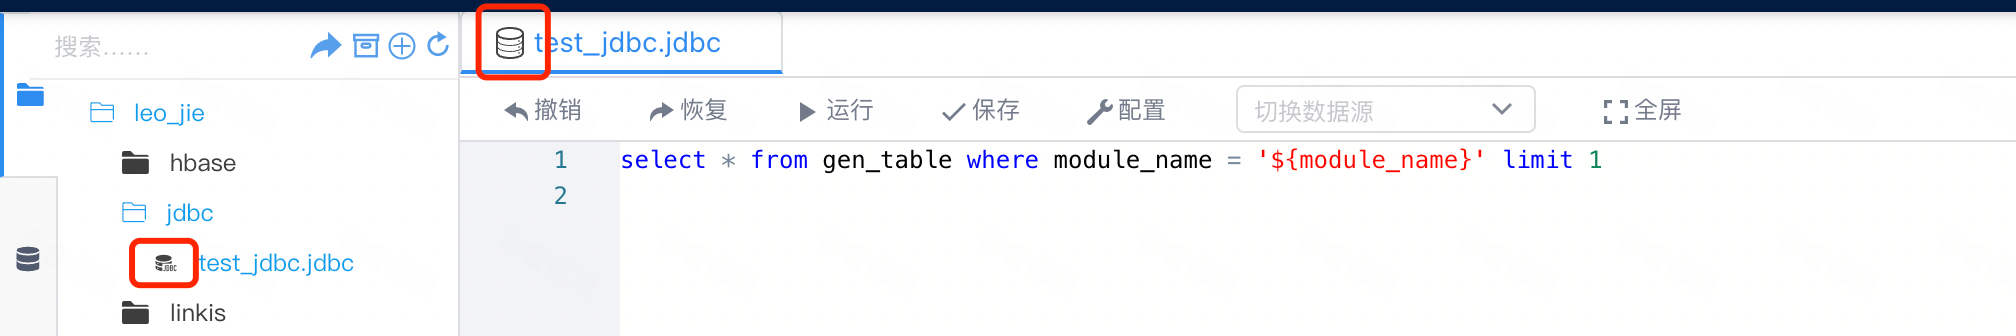 搜索......
test_jdbc.jdbc
撤销 恢复 运行 保存 配置 切换数据源 全屏
leo_jie
hbase
jdbc
JDBC test_jdbc.jdbc
linkis
1 select * from gen_table where module_name = '${module_name}' limit 1
2